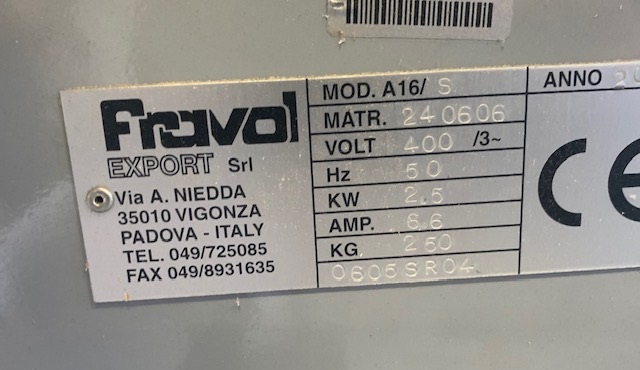 Fravol
EXPORT Srl
Via A. NIEDDA
35010 VIGONZA
PADOVA - ITALY
TEL. 049/725085
FAX 049/8931635
MOD. A16/ S
MATR. 240606
VOLT 400 /3~
Hz 50
KW 2.5
AMP. 6.6
KG 250
0605SR04
ANNO
CE